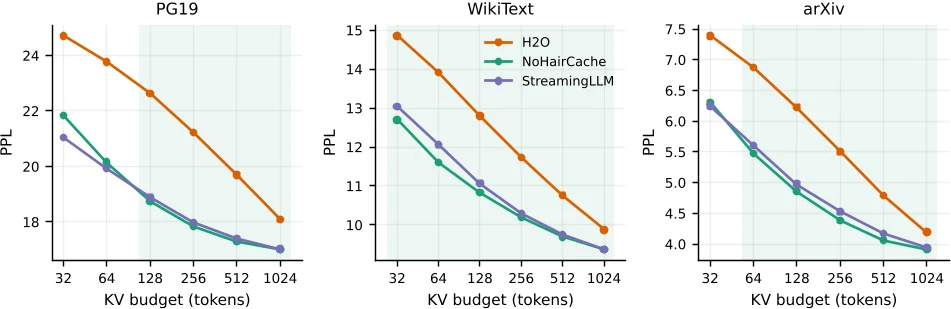 PG19
PPL
24
22
20
18
32 64 128 256 512 1024
KV budget (tokens)
WikiText
PPL
15
14
13
12
11
10
H2O
NoHairCache
StreamingLLM
32 64 128 256 512 1024
KV budget (tokens)
arXiv
PPL
7.5
7.0
6.5
6.0
5.5
5.0
4.5
4.0
32 64 128 256 512 1024
KV budget (tokens)